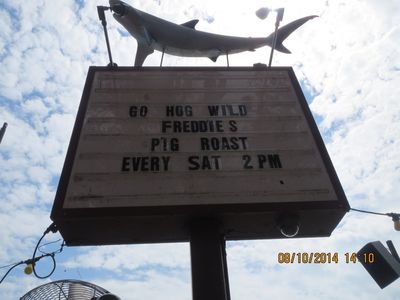 GO HOG WILD
FREDDIE'S
PIG ROAST
EVERY SAT 2 PM
08/10/2014 14:10